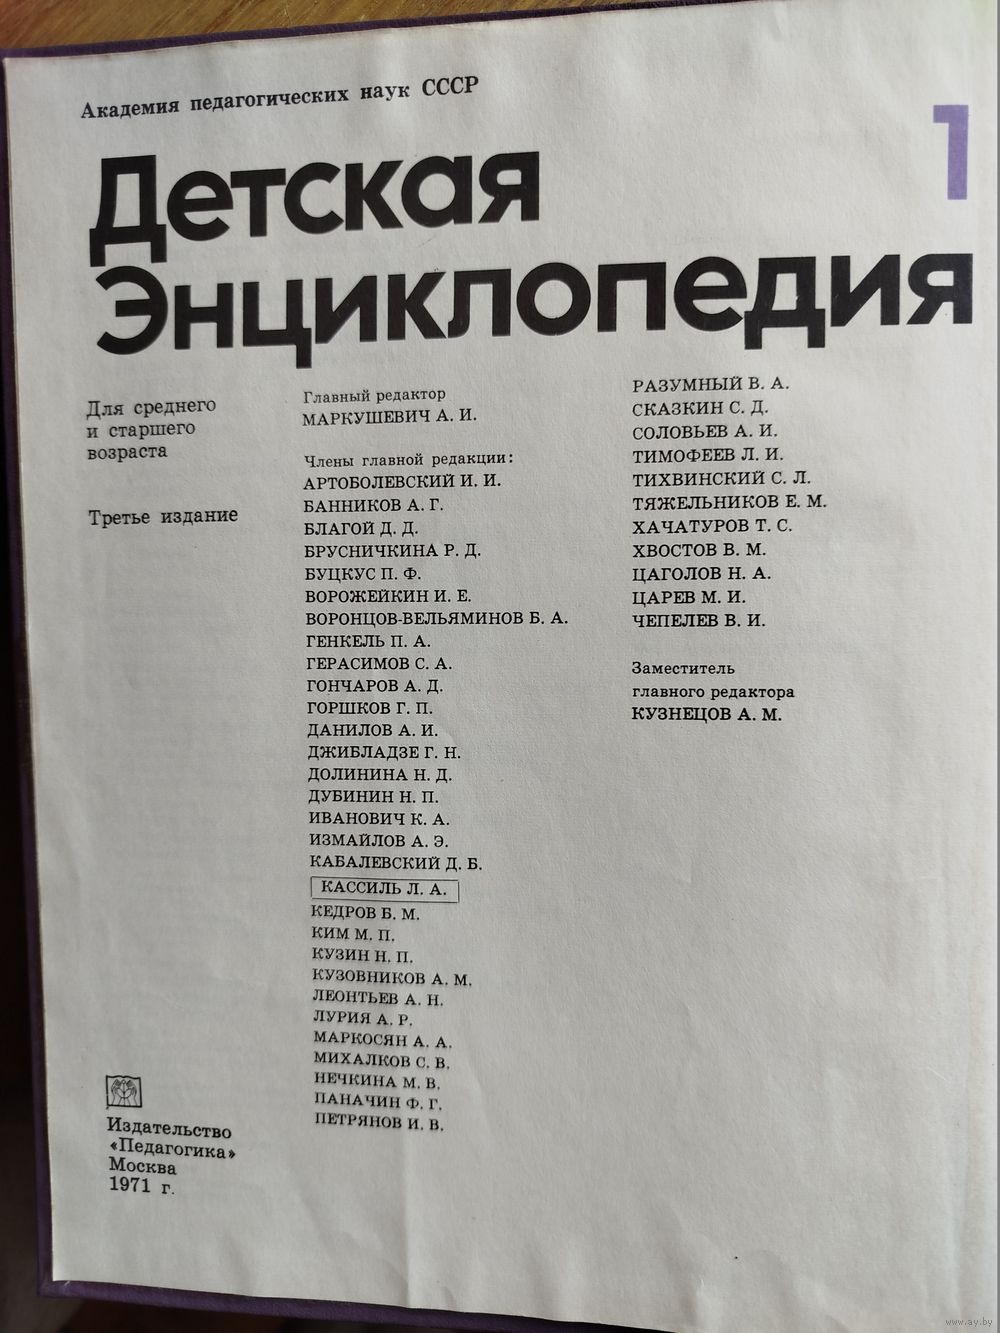 Академия педагогических наук СССР
1
Детская
Энциклопедия
Для среднего
и старшего
возраста
Третье издание
Главный редактор
МАРКУШЕВИЧ А. И.
Члены главной редакции:
АРТОБОЛЕВСКИЙ И. И.
БАННИКОВ А. Г.
БЛАГОЙ Д. Д.
БРУСНИЧКИНА Р. Д.
БУЦКУС П. Ф.
ВОРОЖЕЙКИН И. Е.
ВОРОНЦОВ-ВЕЛЬЯМИНОВ Б. А.
ГЕНКЕЛЬ П. А.
ГЕРАСИМОВ С. А.
ГОНЧАРОВ А. Д.
ГОРШКОВ Г. П.
ДАНИЛОВ А. И.
ДЖИБЛАДЗЕ Г. Н.
ДОЛИНИНА Н. Д.
ДУБИНИН Н. П.
ИВАНОВИЧ К. А.
ИЗМАЙЛОВ А. Э.
КАБАЛЕВСКИЙ Д. Б.
КАССИЛЬ Л. А.
КЕДРОВ Б. М.
КИМ М. П.
КУЗИН Н. П.
КУЗОВНИКОВ А. М.
ЛЕОНТЬЕВ А. Н.
ЛУРИЯ А. Р.
МАРКОСЯН А. А.
МИХАЛКОВ С. В.
НЕЧКИНА М. В.
ПАНАЧИН Ф. Г.
ПЕТРЯНОВ И. В.
РАЗУМНЫЙ В. А.
СКАЗКИН С. Д.
СОЛОВЬЕВ А. И.
ТИМОФЕЕВ Л. И.
ТИХВИНСКИЙ С. Л.
ТЯЖЕЛЬНИКОВ Е. М.
ХАЧАТУРОВ Т. С.
ХВОСТОВ В. М.
ЦАГОЛОВ Н. А.
ЦАРЕВ М. И.
ЧЕПЕЛЕВ В. И.
Заместитель
главного редактора
КУЗНЕЦОВ А. М.
Издательство
«Педагогика»
Москва
1971 г.
www.ay.by